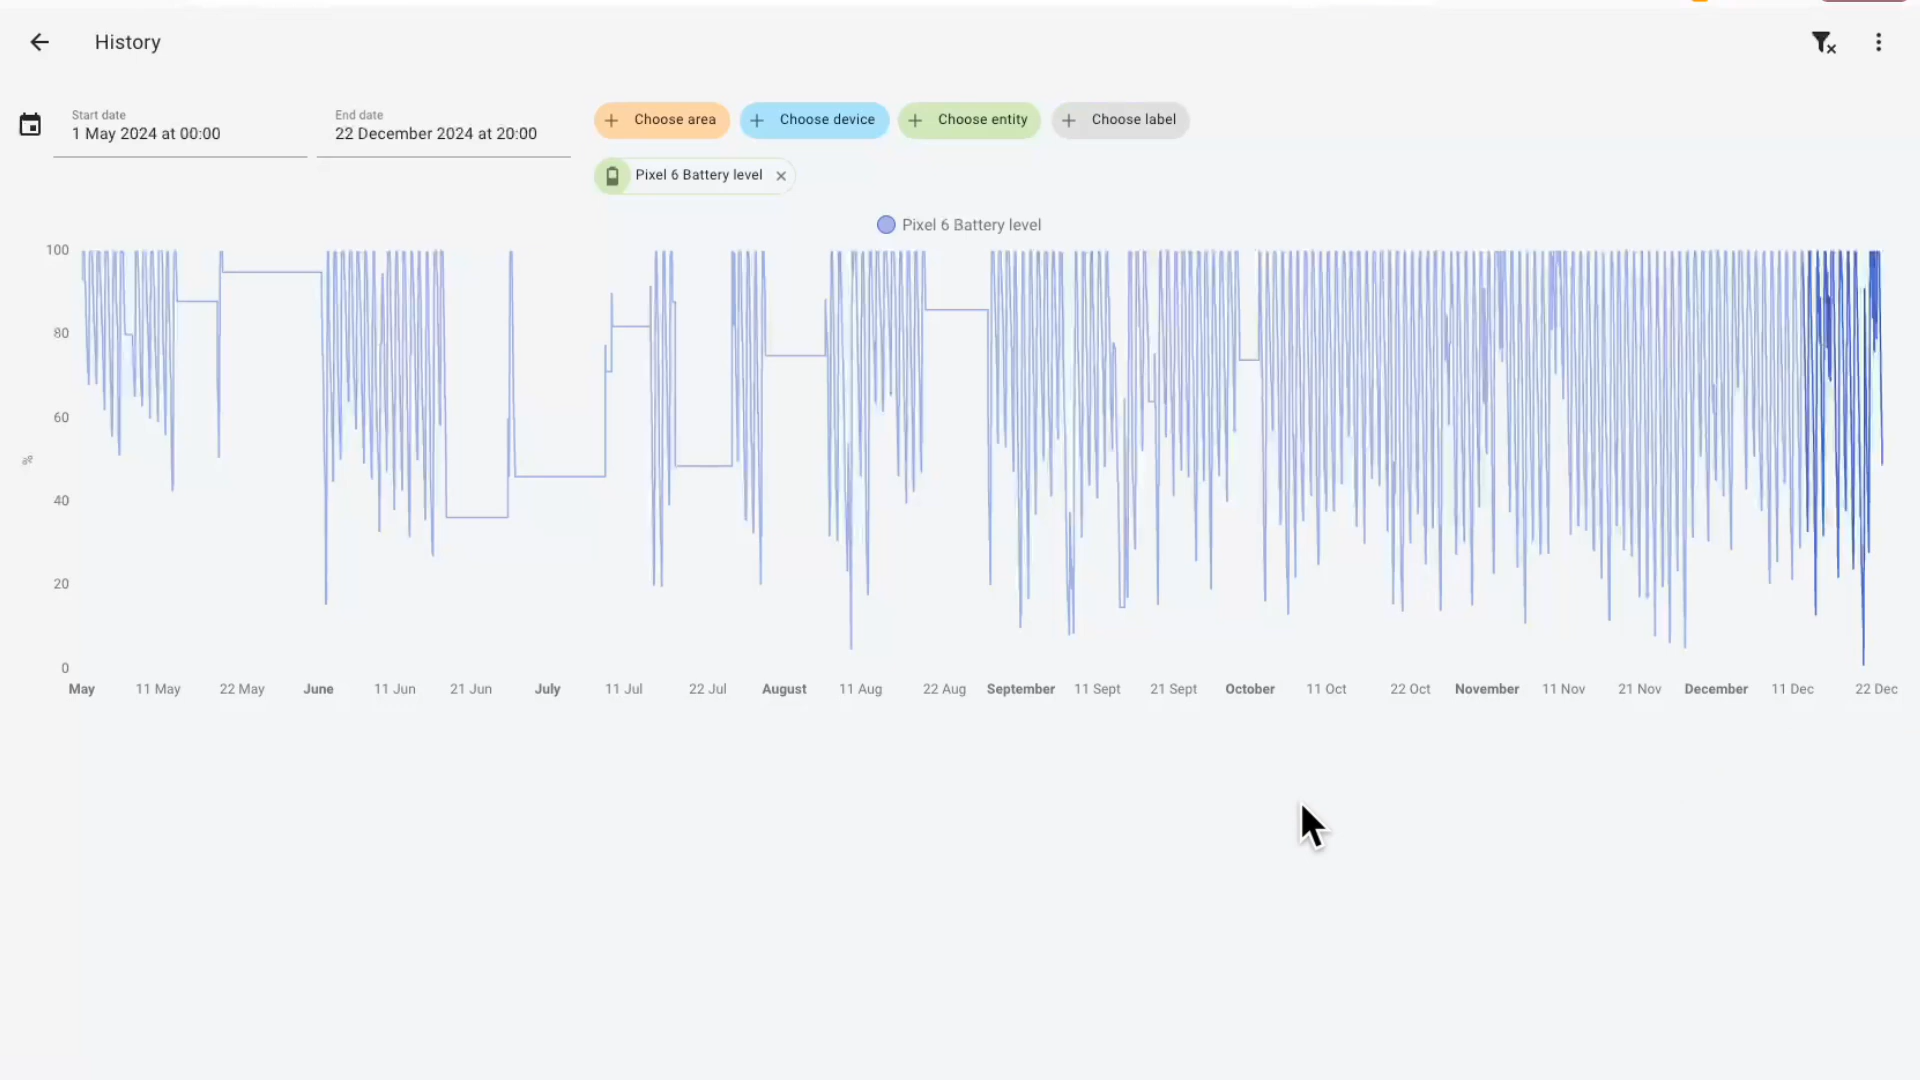 History
Start date
1 May 2024 at 00:00
End date
22 December 2024 at 20:00
Choose area
Choose device
Choose entity
Choose label
Pixel 6 Battery level
Pixel 6 Battery level
100
80
60
%
40
20
0
May 11 May 22 May June 11 Jun 21 Jun July 11 Jul 22 Jul August 11 Aug 22 Aug September 11 Sept 21 Sept October 11 Oct 22 Oct November 11 Nov 21 Nov December 11 Dec 22 Dec